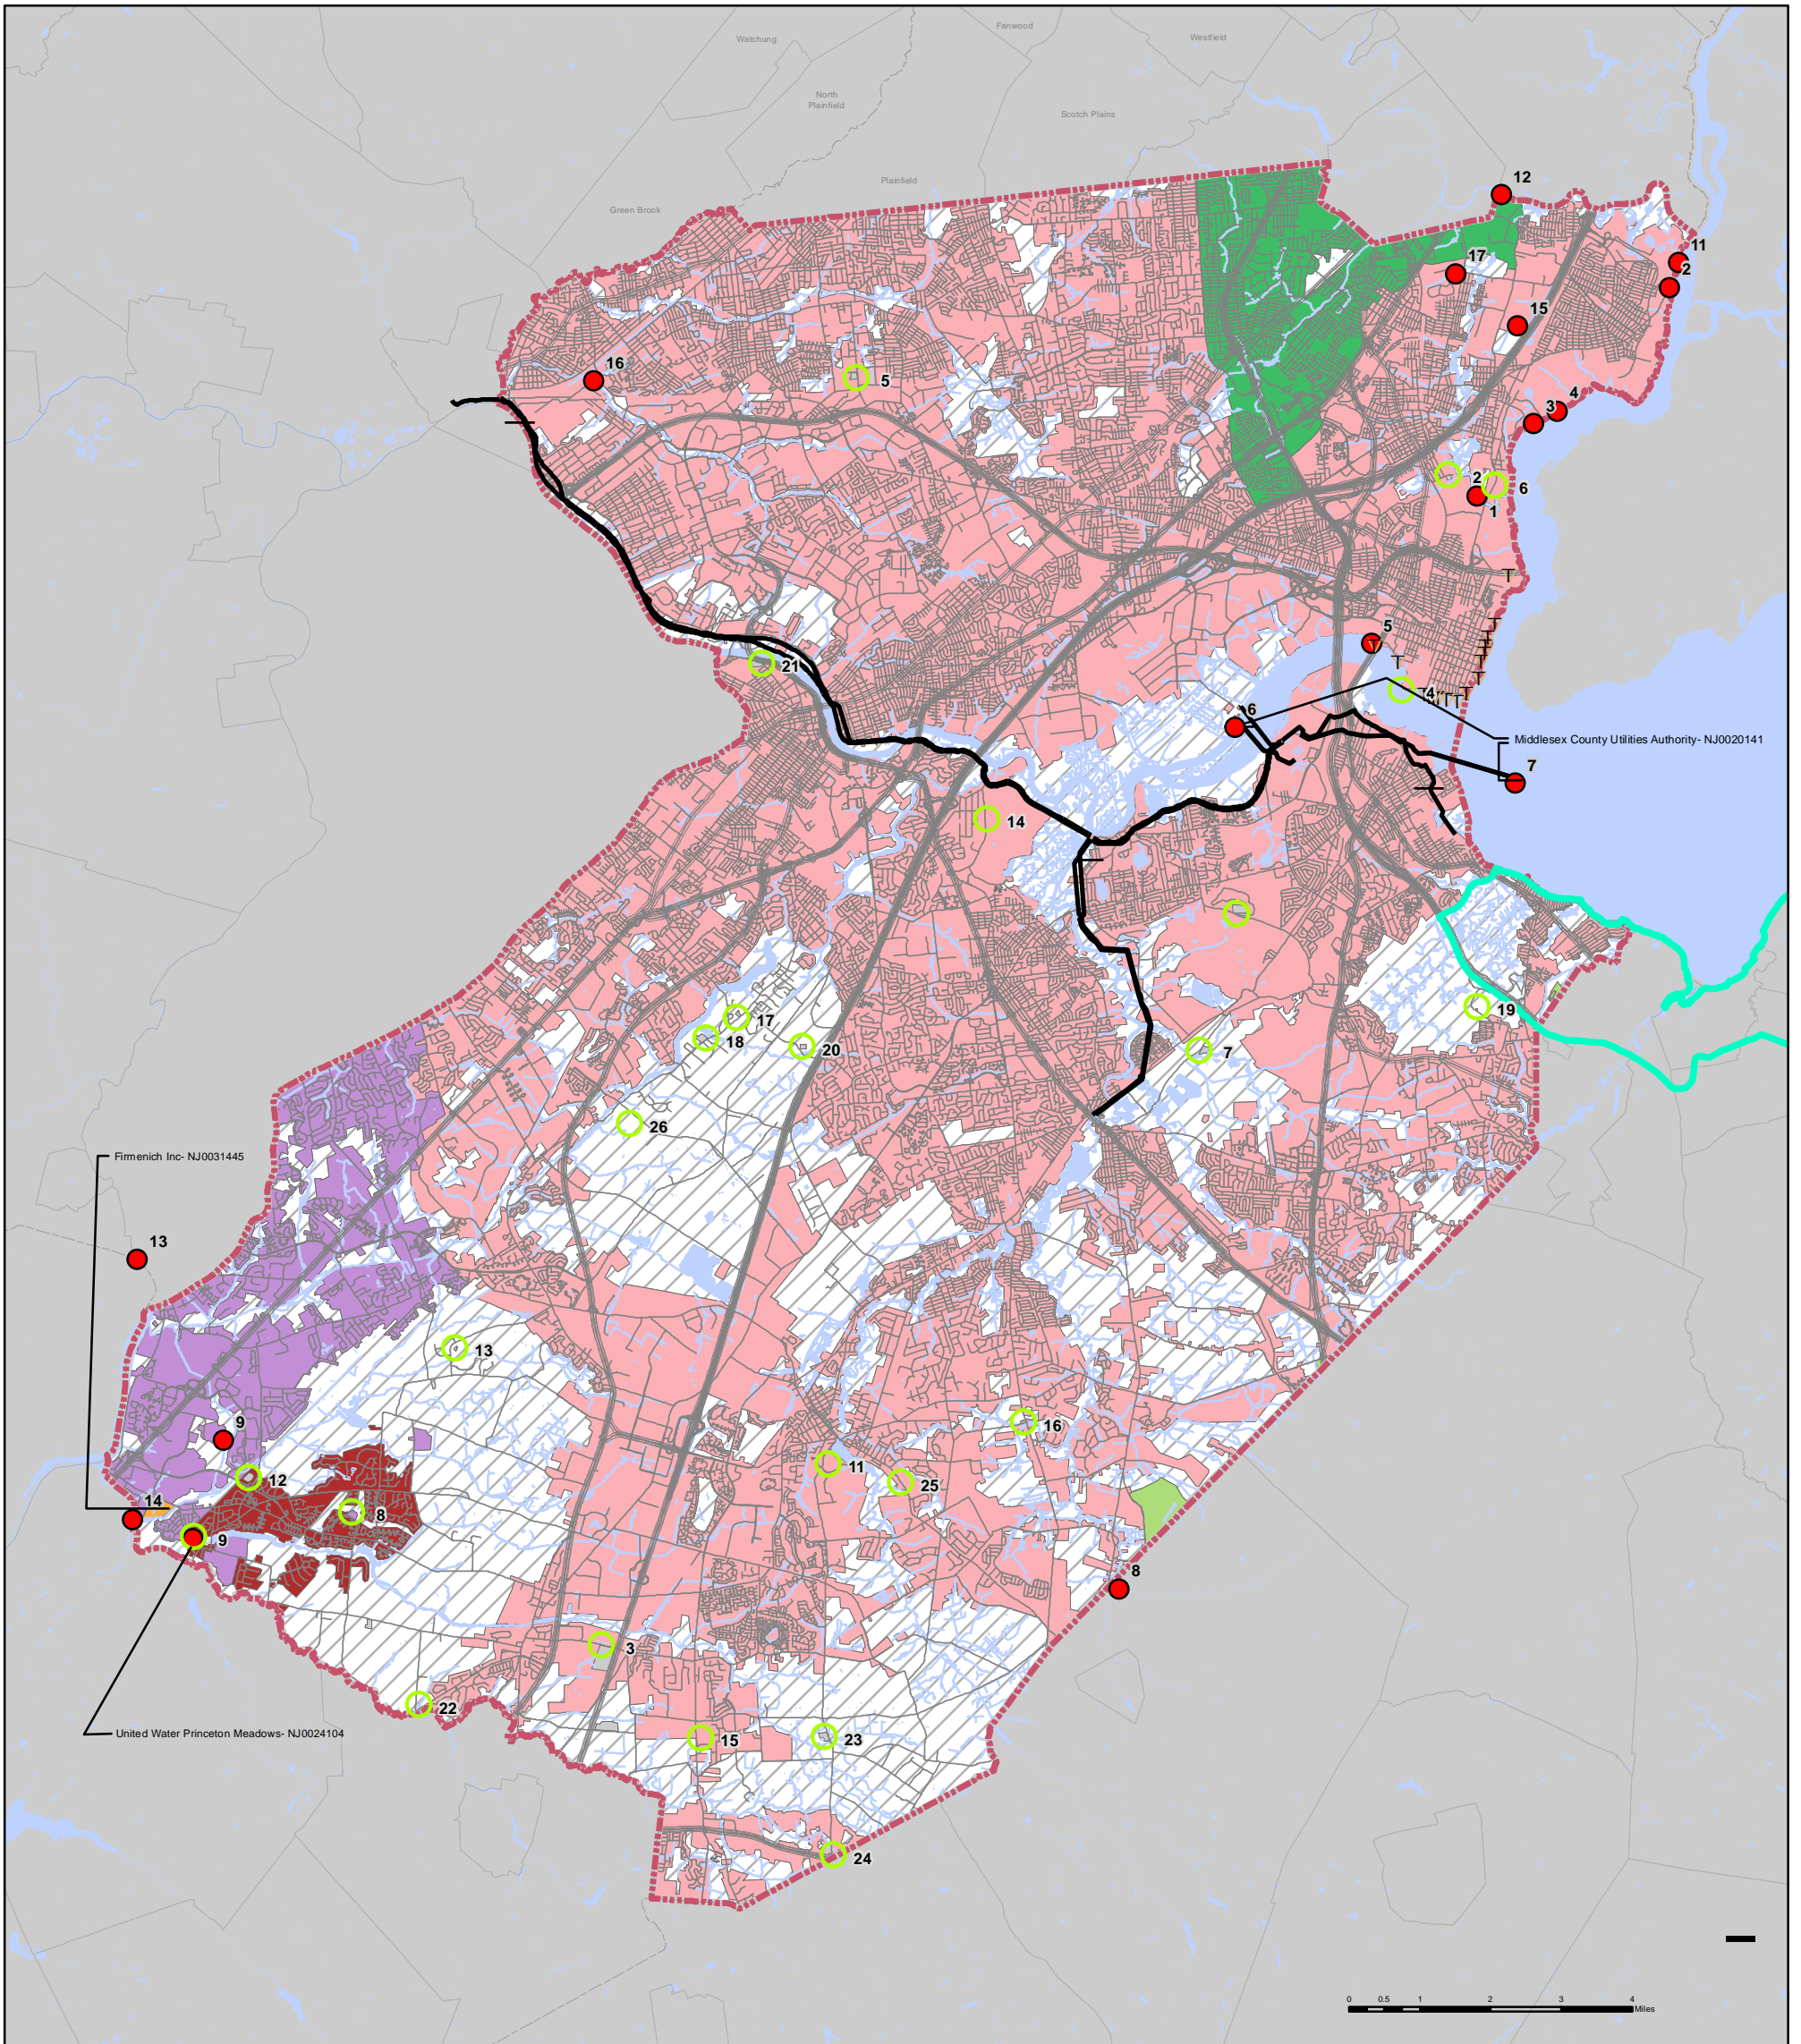 Fanwood
Watchung
Westfield
North
Plainfield
Scotch Plains
Plainfield
12
Green Brook
11
17
2
15
16
5
4
3
2
6
1
T
T
T
T
T
T
T
5
T
T
21
T
4
T
T
T
6
Middlesex County Utilities Authority- NJ0020141
7
14
19
17
18
20
7
26
Firmenich Inc- NJ0031445
13
13
9
16
11
12
25
14
8
9
8
3
22
United Water Princeton Meadows- NJ0024104
15
23
24
0 0.5 1 2 3 4
Miles